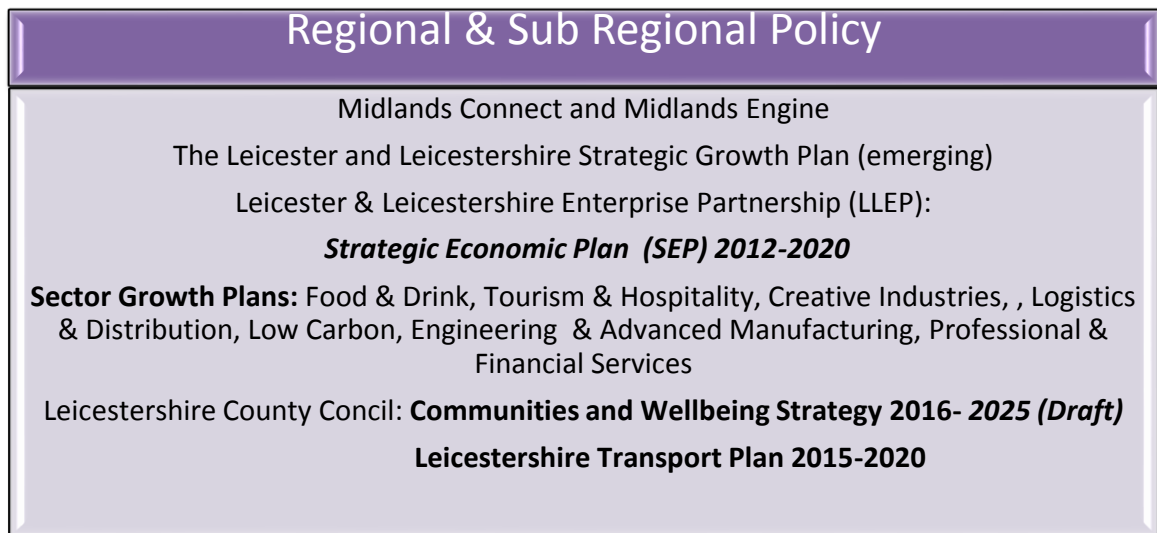 Regional & Sub Regional Policy
Midlands Connect and Midlands Engine
The Leicester and Leicestershire Strategic Growth Plan (emerging)
Leicester & Leicestershire Enterprise Partnership (LLEP):
Strategic Economic Plan  (SEP) 2012-2020
Sector Growth Plans: Food & Drink, Tourism & Hospitality, Creative Industries, , Logistics
& Distribution, Low Carbon, Engineering  & Advanced Manufacturing, Professional &
Financial Services
Leicestershire County Concil: Communities and Wellbeing Strategy 2016- 2025 (Draft)
Leicestershire Transport Plan 2015-2020